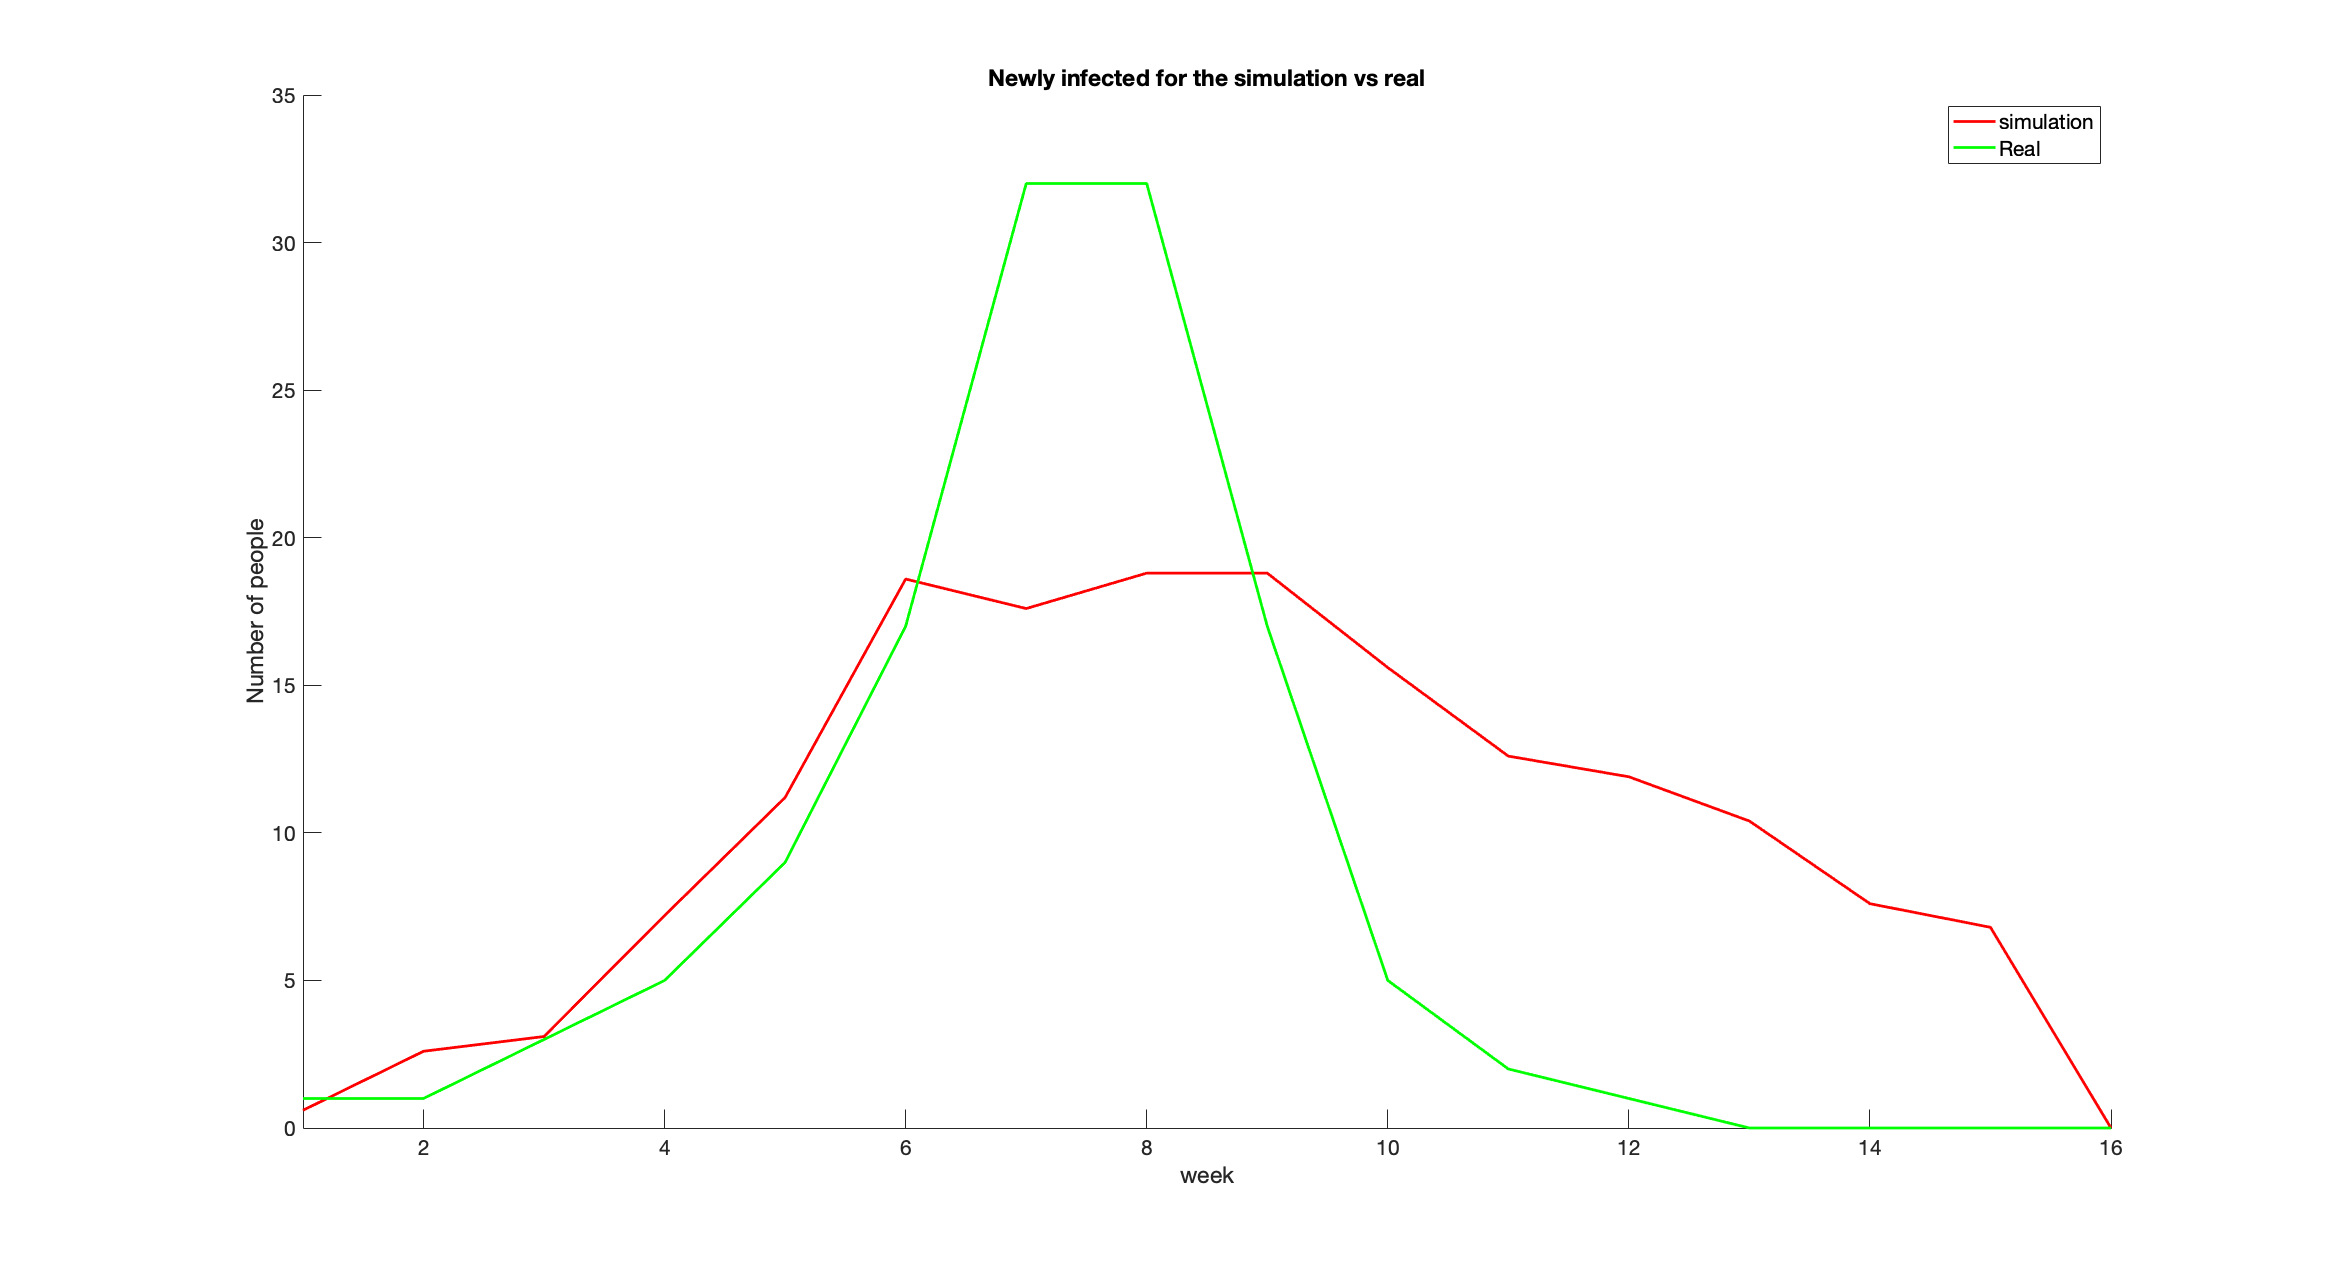 Newly infected for the simulation vs real
simulation
Real
35
30
25
20
15
10
5
0
Number of people
2 4 6 8 10 12 14 16
week